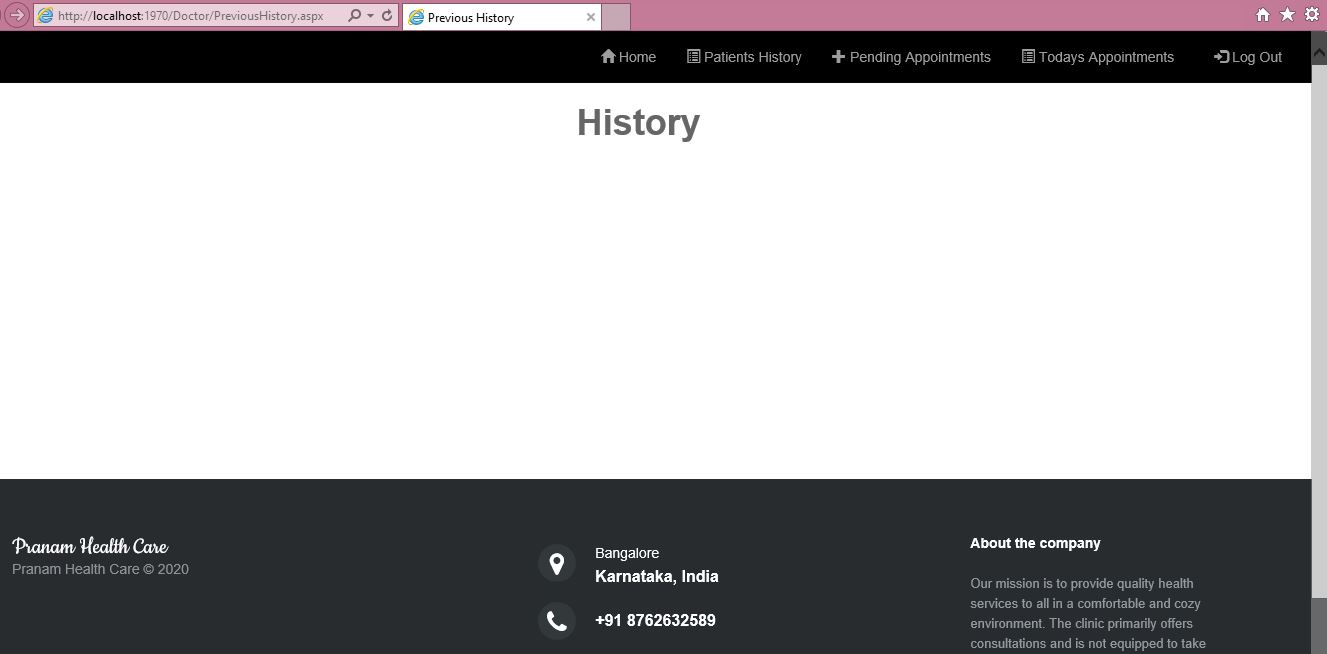 http://localhost:1970/Doctor/PreviousHistory.aspx
Previous History
Home
Patients History
Pending Appointments
Todays Appointments
Log Out
History
Pranam Health Care
Pranam Health Care © 2020
Bangalore
Karnataka, India
+91 8762632589
About the company
Our mission is to provide quality health
services to all in a comfortable and cozy
environment. The clinic primarily offers
consultations and is not equipped to take